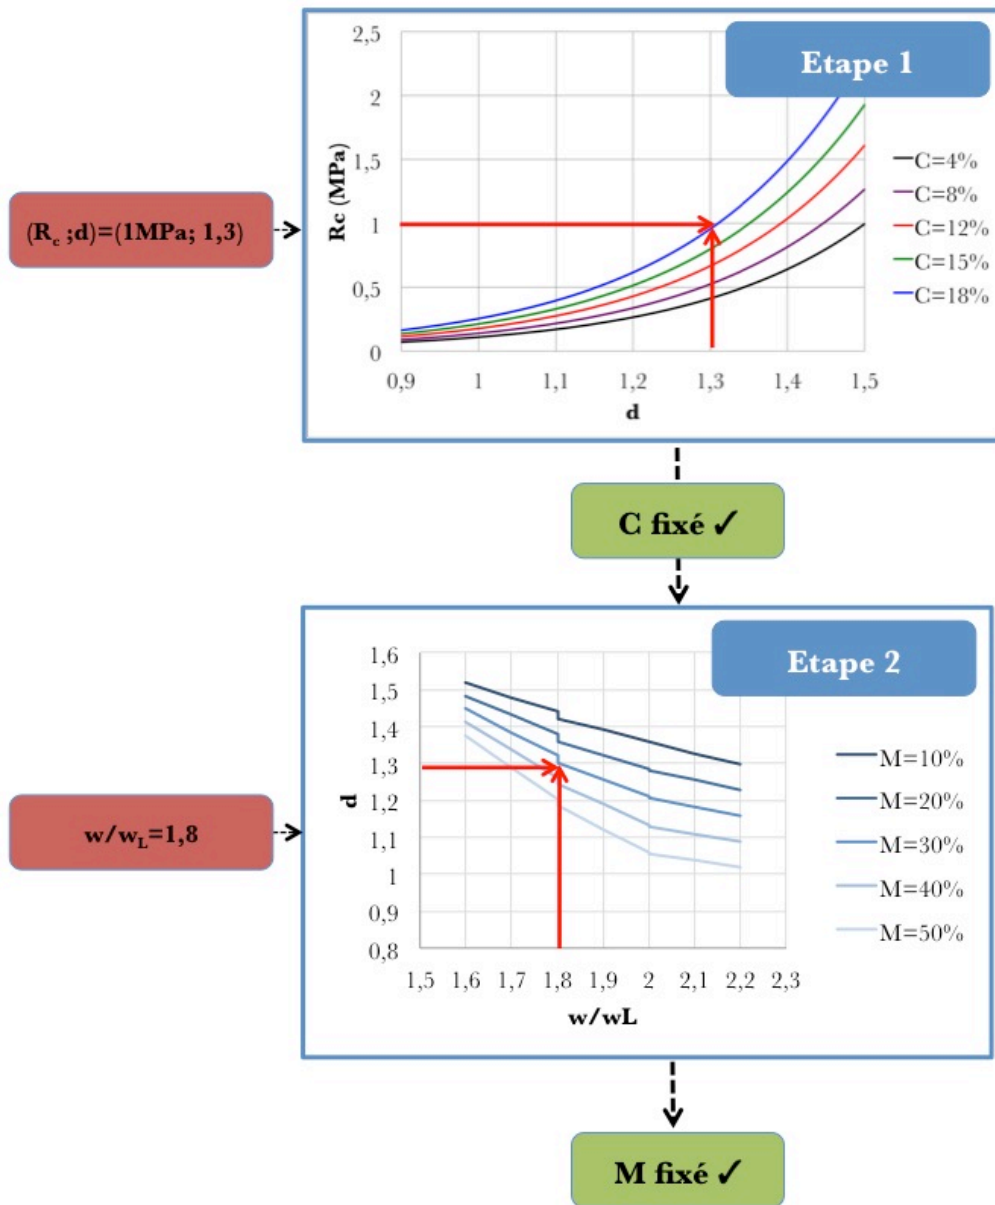 Etape 1
2,5
2
1,5
1
0,5
0
Rc (MPa)
0,9 1 1,1 1,2 1,3 1,4 1,5
d
C=4%
C=8%
C=12%
C=15%
C=18%
(Rc ;d)=(1MPa; 1,3)
C fixé ✓
Etape 2
1,6
1,5
1,4
1,3
1,2
1,1
1
0,9
0,8
d
1,5 1,6 1,7 1,8 1,9 2 2,1 2,2 2,3
w/wL
M=10%
M=20%
M=30%
M=40%
M=50%
w/wL=1,8
M fixé ✓